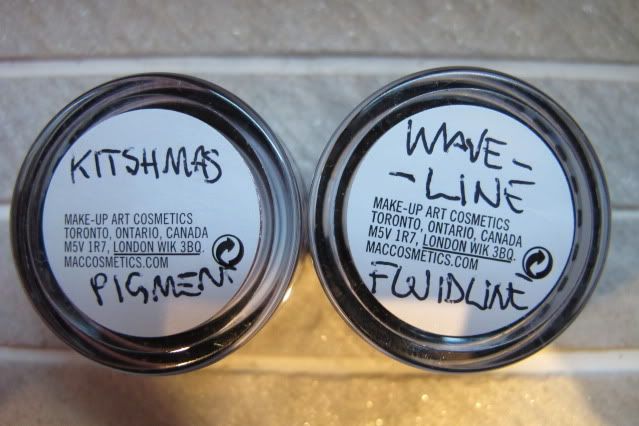 KITSHMAS
MAKE-UP ART COSMETICS
TORONTO, ONTARIO, CANADA
M5V 1R7, LONDON WIK 3BQ.
MACCOSMETICS.COM
PIGMENT
WAVE-
-LINE
MAKE-UP ART COSMETICS
TORONTO, ONTARIO, CANADA
M5V 1R7, LONDON WIK 3BQ.
MACCOSMETICS.COM
FLUIDLINE